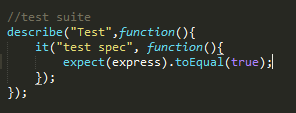 //test suite
describe("Test",function(){
    it("test spec", function(){
        expect(express).toEqual(true);
    });
});